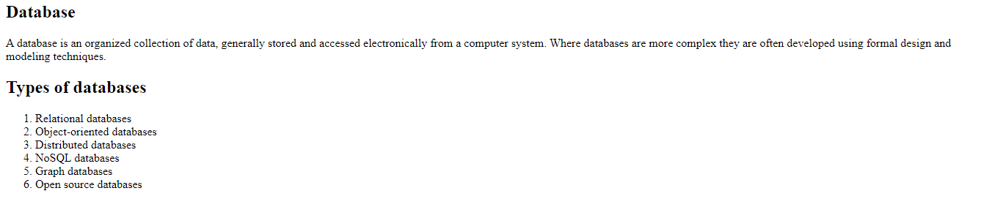 Database
A database is an organized collection of data, generally stored and accessed electronically from a computer system. Where databases are more complex they are often developed using formal design and
modeling techniques.
Types of databases
1. Relational databases
2. Object-oriented databases
3. Distributed databases
4. NoSQL databases
5. Graph databases
6. Open source databases